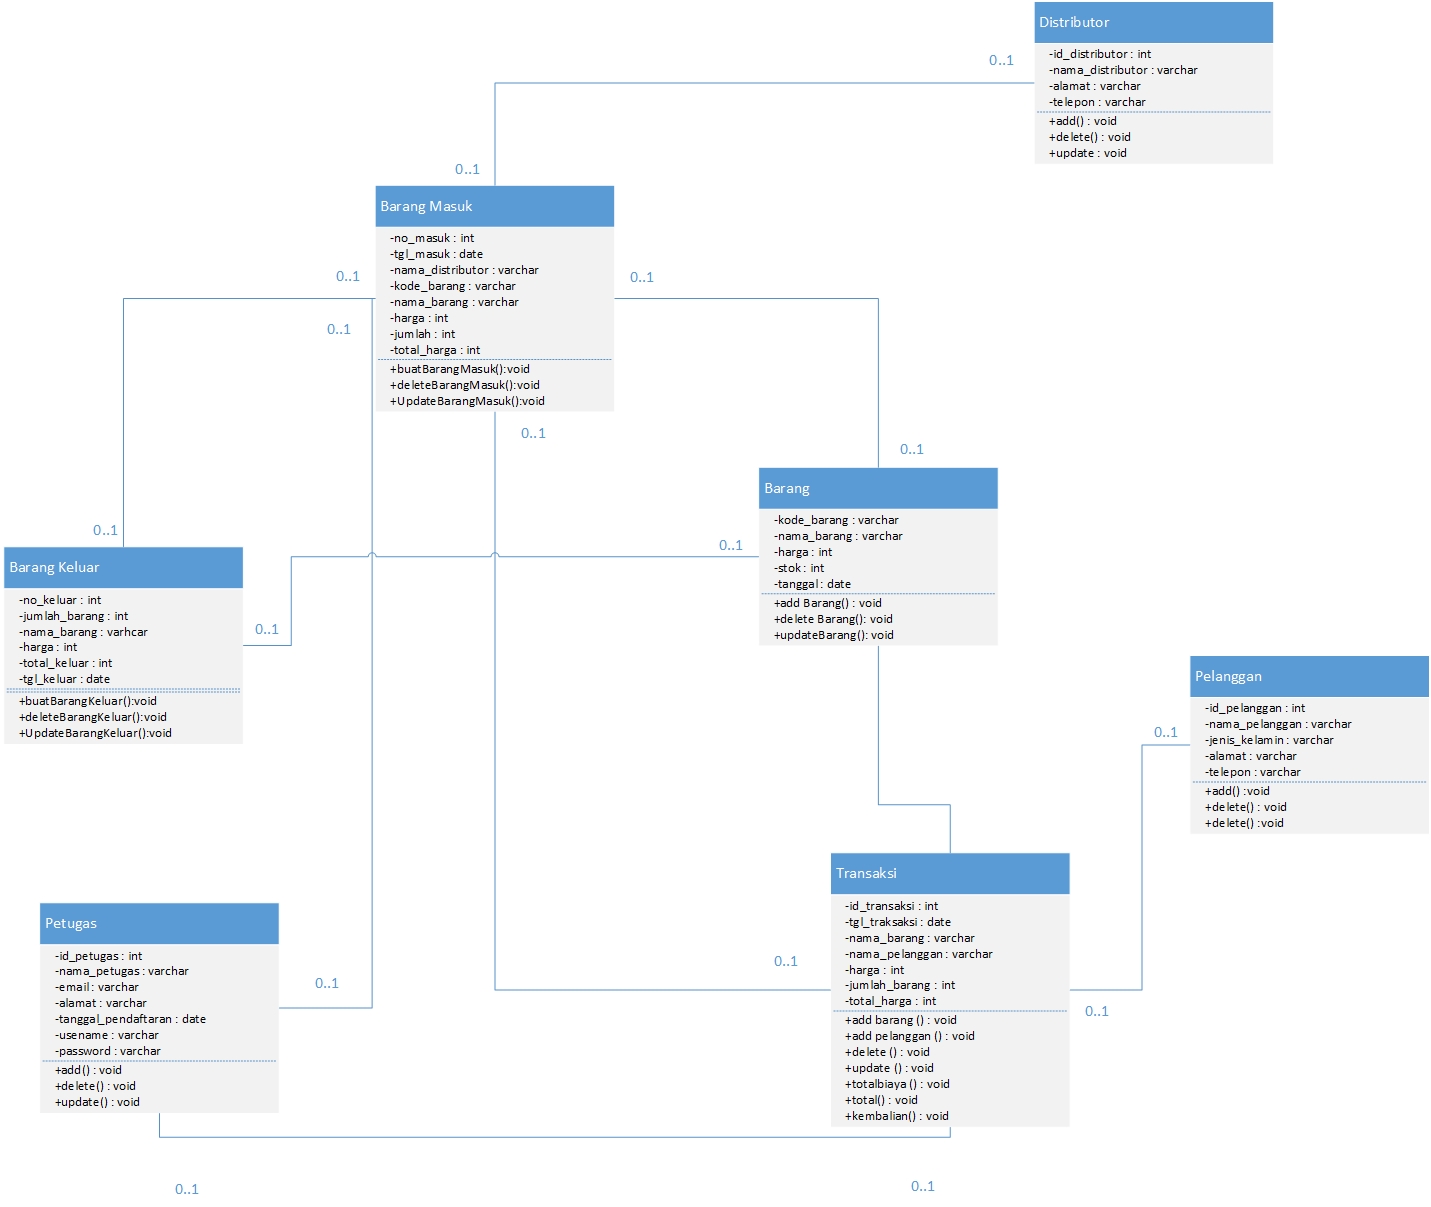 Distributor
-id_distributor : int
-nama_distributor : varchar
-alamat : varchar
-telepon : varchar
+add() : void
+delete() : void
+update : void
0..1
0..1
Barang Masuk
-no_masuk : int
-tgl_masuk : date
-nama_distributor : varchar
-kode_barang : varchar
-nama_barang : varchar
-harga : int
-jumlah : int
-total_harga : int
+buatBarangMasuk():void
+deleteBarangMasuk():void
+UpdateBarangMasuk():void
0..1
0..1
0..1
0..1
0..1
Barang
-kode_barang : varchar
-nama_barang : varchar
-harga : int
-stok : int
-tanggal : date
+add Barang() : void
+delete Barang(): void
+updateBarang(): void
0..1
0..1
Barang Keluar
-no_keluar : int
-jumlah_barang : int
-nama_barang : varhcar
-harga : int
-total_keluar : int
-tgl_keluar : date
+buatBarangKeluar():void
+deleteBarangKeluar():void
+UpdateBarangKeluar():void
0..1
Pelanggan
-id_pelanggan : int
-nama_pelanggan : varchar
-jenis_kelamin : varchar
-alamat : varchar
-telepon : varchar
+add() :void
+delete() : void
+delete() :void
0..1
Transaksi
-id_transaksi : int
-tgl_traksaksi : date
-nama_barang : varchar
-nama_pelanggan : varchar
-harga : int
-jumlah_barang : int
-total_harga : int
+add barang () : void
+add pelanggan () : void
+delete () : void
+update () : void
+totalbiaya () : void
+total() : void
+kembalian() : void
0..1
0..1
Petugas
-id_petugas : int
-nama_petugas : varchar
-email : varchar
-alamat : varchar
-tanggal_pendaftaran : date
-usename : varchar
-password : varchar
+add() : void
+delete() : void
+update() : void
0..1
0..1
0..1